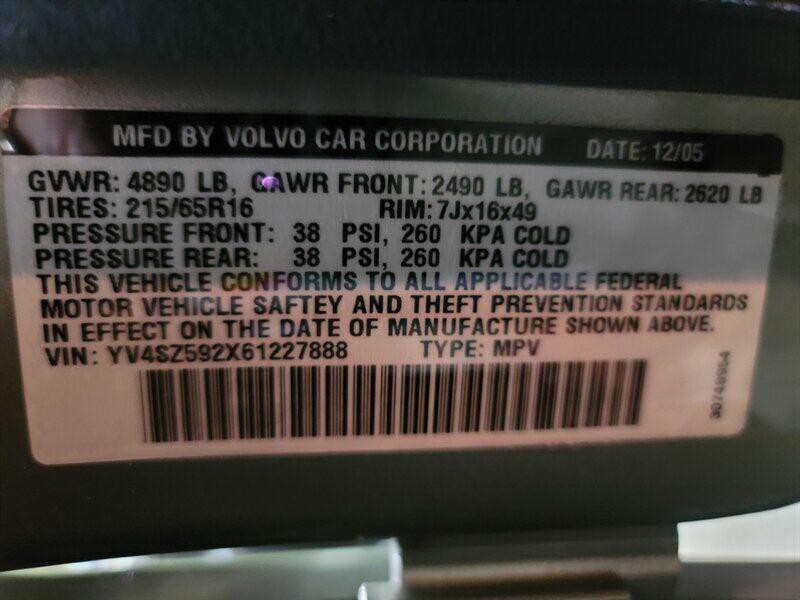 MFD BY VOLVO CAR CORPORATION DATE: 12/05
GVWR: 4890 LB, GAWR FRONT: 2490 LB, GAWR REAR: 2620 LB
TIRES: 215/65R16 RIM: 7Jx16x49
PRESSURE FRONT: 38 PSI, 260 KPA COLD
PRESSURE REAR: 38 PSI, 260 KPA COLD
THIS VEHICLE CONFORMS TO ALL APPLICABLE FEDERAL
MOTOR VEHICLE SAFTEY AND THEFT PREVENTION STANDARDS
IN EFFECT ON THE DATE OF MANUFACTURE SHOWN ABOVE.
VIN: YV4SZ592X61227888 TYPE: MPV
30748954